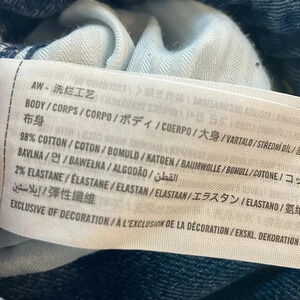 AW - 洗烂工艺
BODY / CORPS / CORPO / ボディ / CUERPO / 大身 / VARTALO / STŘEDNÍ DÍL /
布身
98% COTTON / COTON / BOMULD / KATOEN / BAUMWOLLE / BOMULL / COTONE / コッ
BAVLNA / 면 / BAWEŁNA / ALGODÃO / القطن /
2% ELASTANE / ÉLASTANE / ELASTAN / ELASTAAN / エラスタン / ELASTANO / 氨纶
إيلاستين / 彈性纖維
EXCLUSIVE OF DECORATION / À L'EXCLUSION DE LA DÉCORATION / EKSKL. DEKORATION